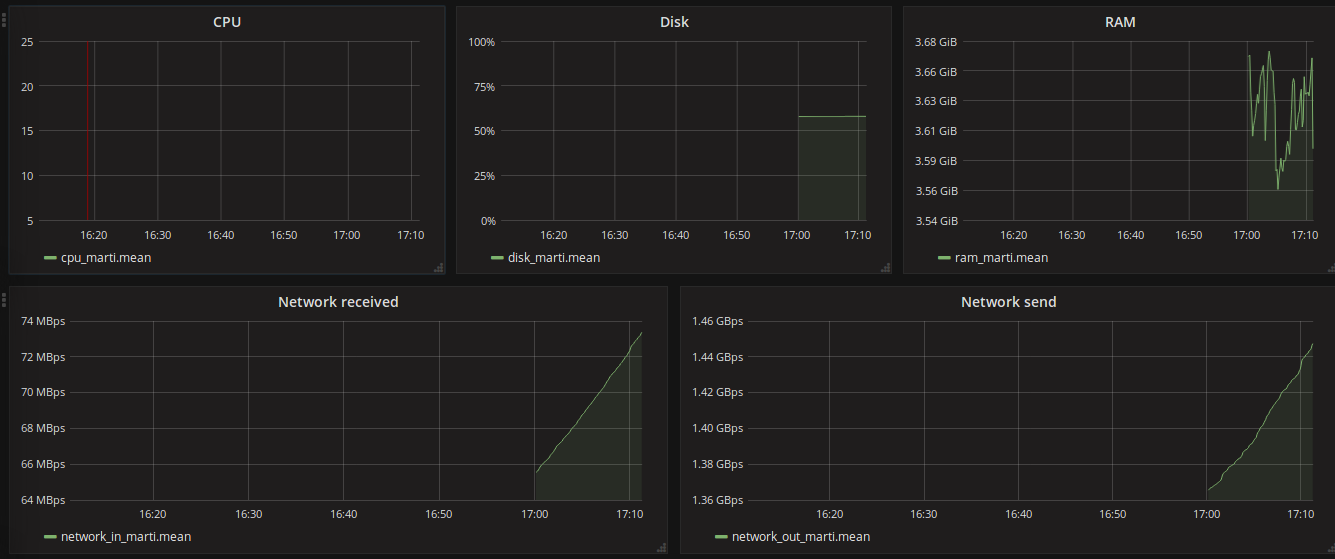 CPU
25
20
15
10
5
16:20 16:30 16:40 16:50 17:00 17:10
cpu_marti.mean
Disk
100%
75%
50%
25%
0%
16:20 16:30 16:40 16:50 17:00 17:10
disk_marti.mean
RAM
3.68 GiB
3.66 GiB
3.63 GiB
3.61 GiB
3.59 GiB
3.56 GiB
3.54 GiB
16:20 16:30 16:40 16:50 17:00 17:10
ram_marti.mean
Network received
74 MBps
72 MBps
70 MBps
68 MBps
66 MBps
64 MBps
16:20 16:30 16:40 16:50 17:00 17:10
network_in_marti.mean
Network send
1.46 GBps
1.44 GBps
1.42 GBps
1.40 GBps
1.38 GBps
1.36 GBps
16:20 16:30 16:40 16:50 17:00 17:10
network_out_marti.mean